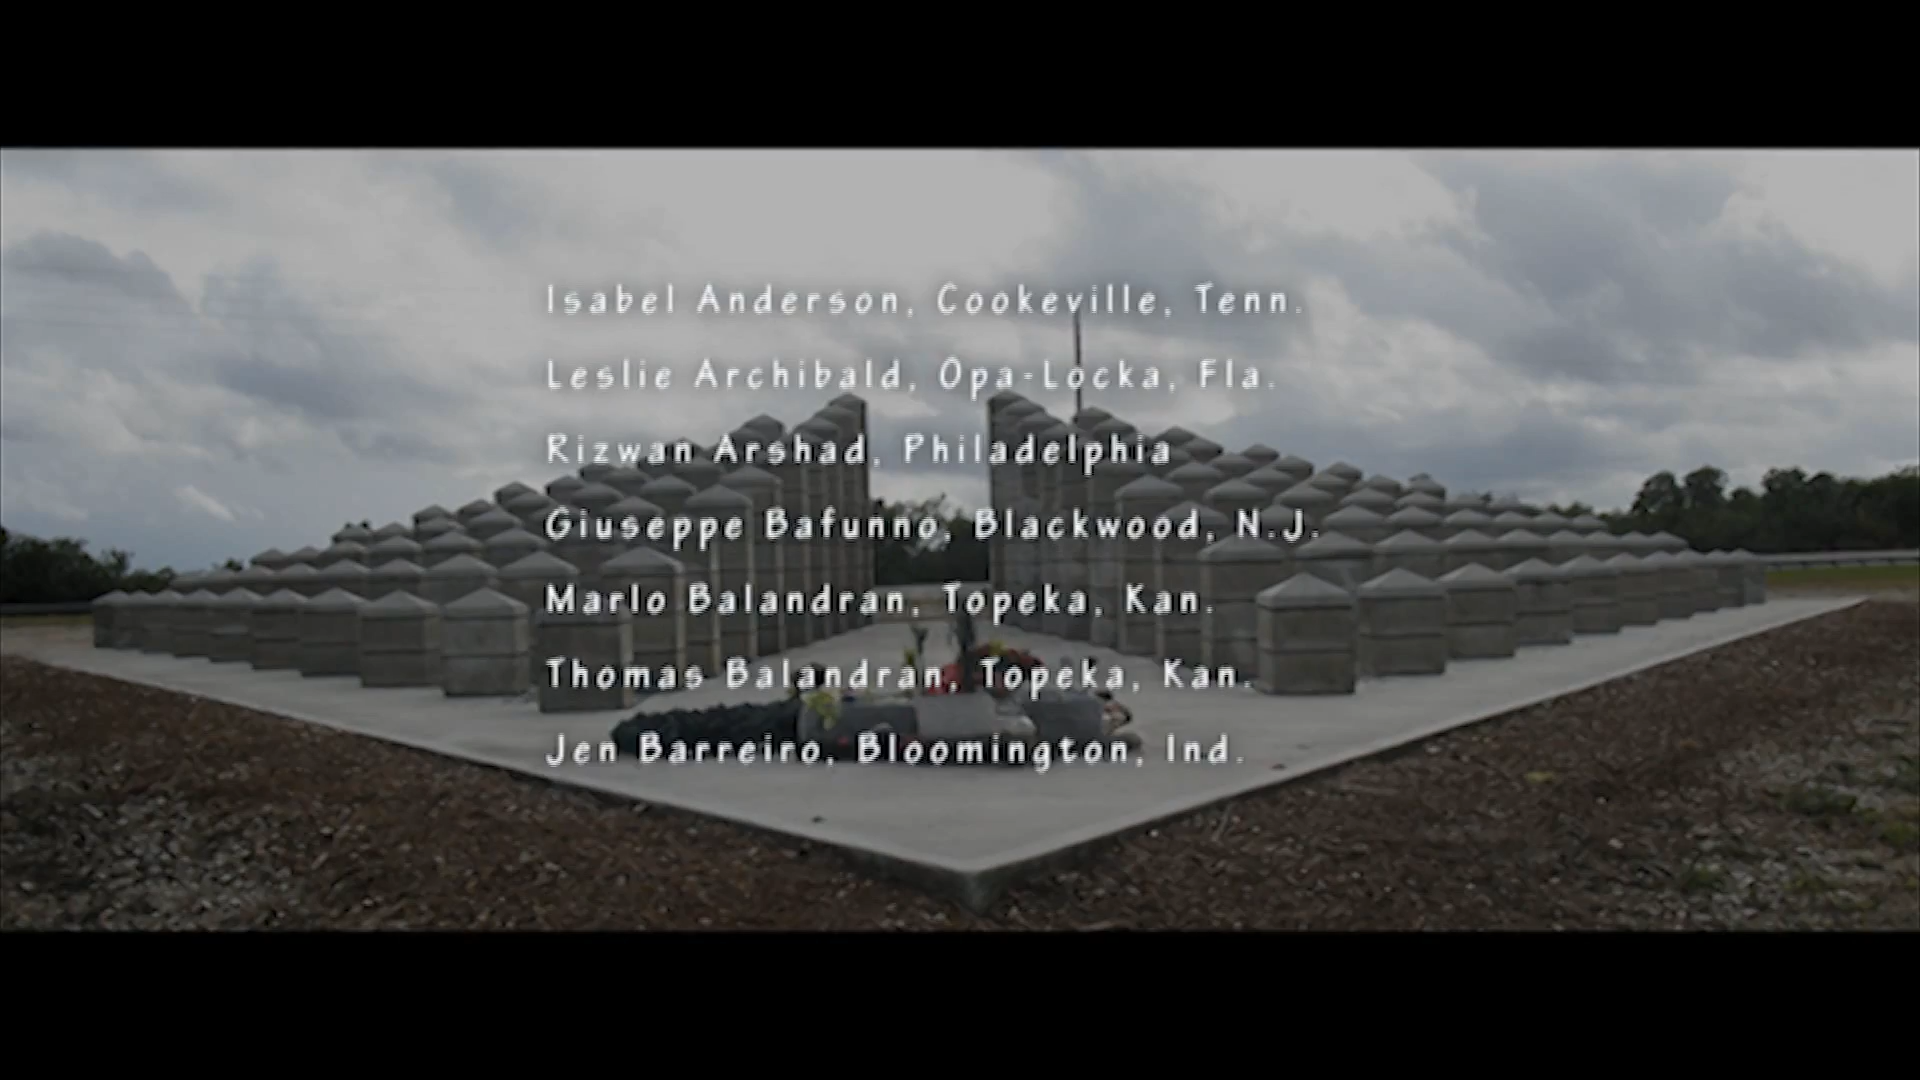 Isabel Anderson, Cookeville, Tenn.
Leslie Archibald, Opa-Locka, Fla.
Rizwan Arshad, Philadelphia
Giuseppe Bafunno, Blackwood, N.J.
Marlo Balandran, Topeka, Kan.
Thomas Balandran, Topeka, Kan.
Jen Barreiro, Bloomington, Ind.